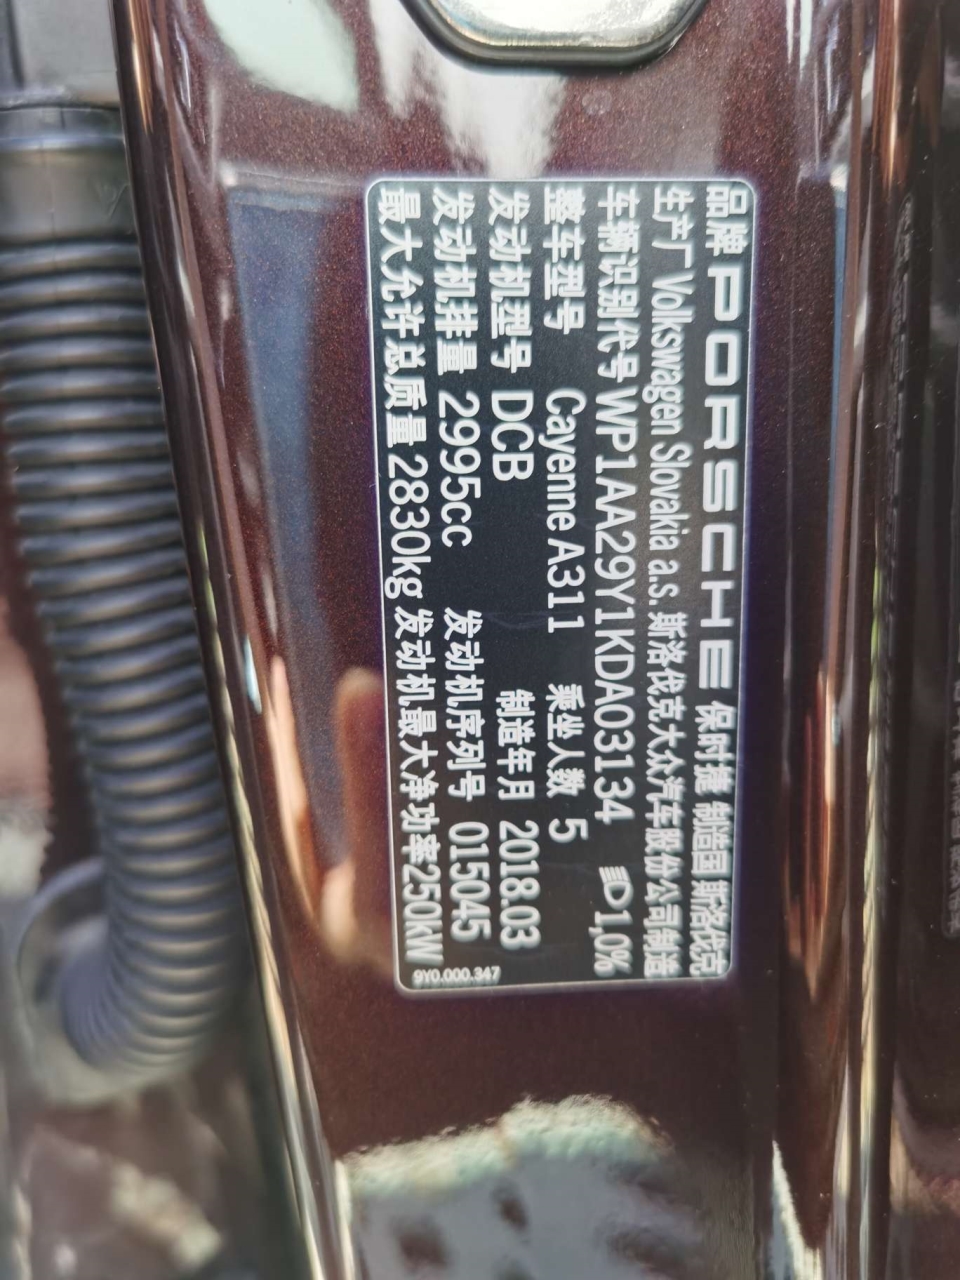 品牌 PORSCHE 保时捷 制造国 斯洛伐克
生产厂 Volkswagen Slovakia a.s. 斯洛伐克大众汽车股份公司制造
车辆识别代号 WP1AA29Y1KDA03134 1,0%
整车型号 Cayenne A311 乘坐人数 5
发动机型号 DCB 制造年月 2018.03
发动机排量 2995cc 发动机序列号 015045
最大允许总质量 2830kg 发动机最大净功率250kW
9Y0.000.347